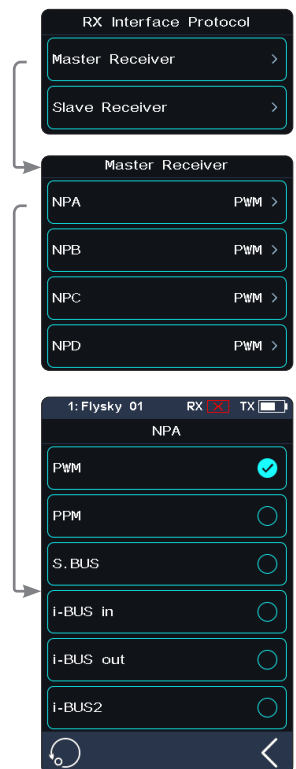 RX Interface Protocol
Master Receiver >
Slave Receiver >
Master Receiver
NPA PWM >
NPB PWM >
NPC PWM >
NPD PWM >
1: Flysky 01 RX TX
NPA
PWM
PPM
S.BUS
i-BUS in
i-BUS out
i-BUS2